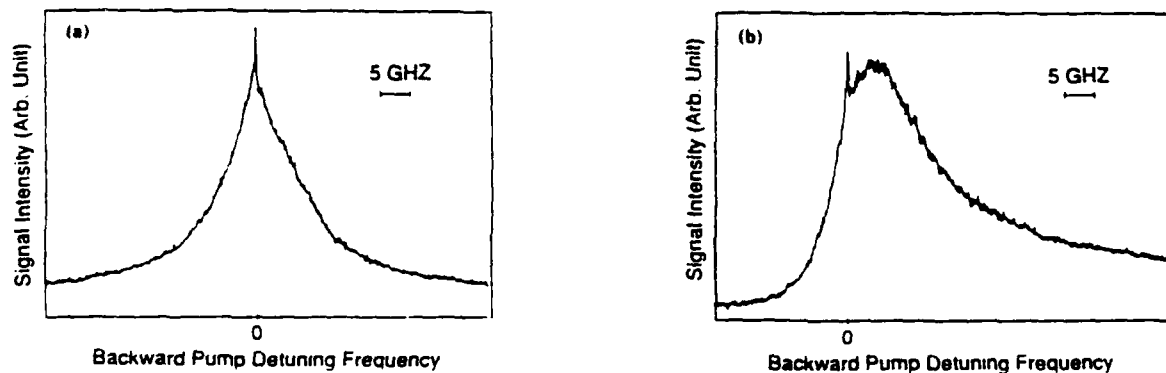 (a)
5 GHZ
Signal Intensity (Arb. Unit)
0
Backward Pump Detuning Frequency
(b)
5 GHZ
Signal Intensity (Arb. Unit)
0
Backward Pump Detuning Frequency